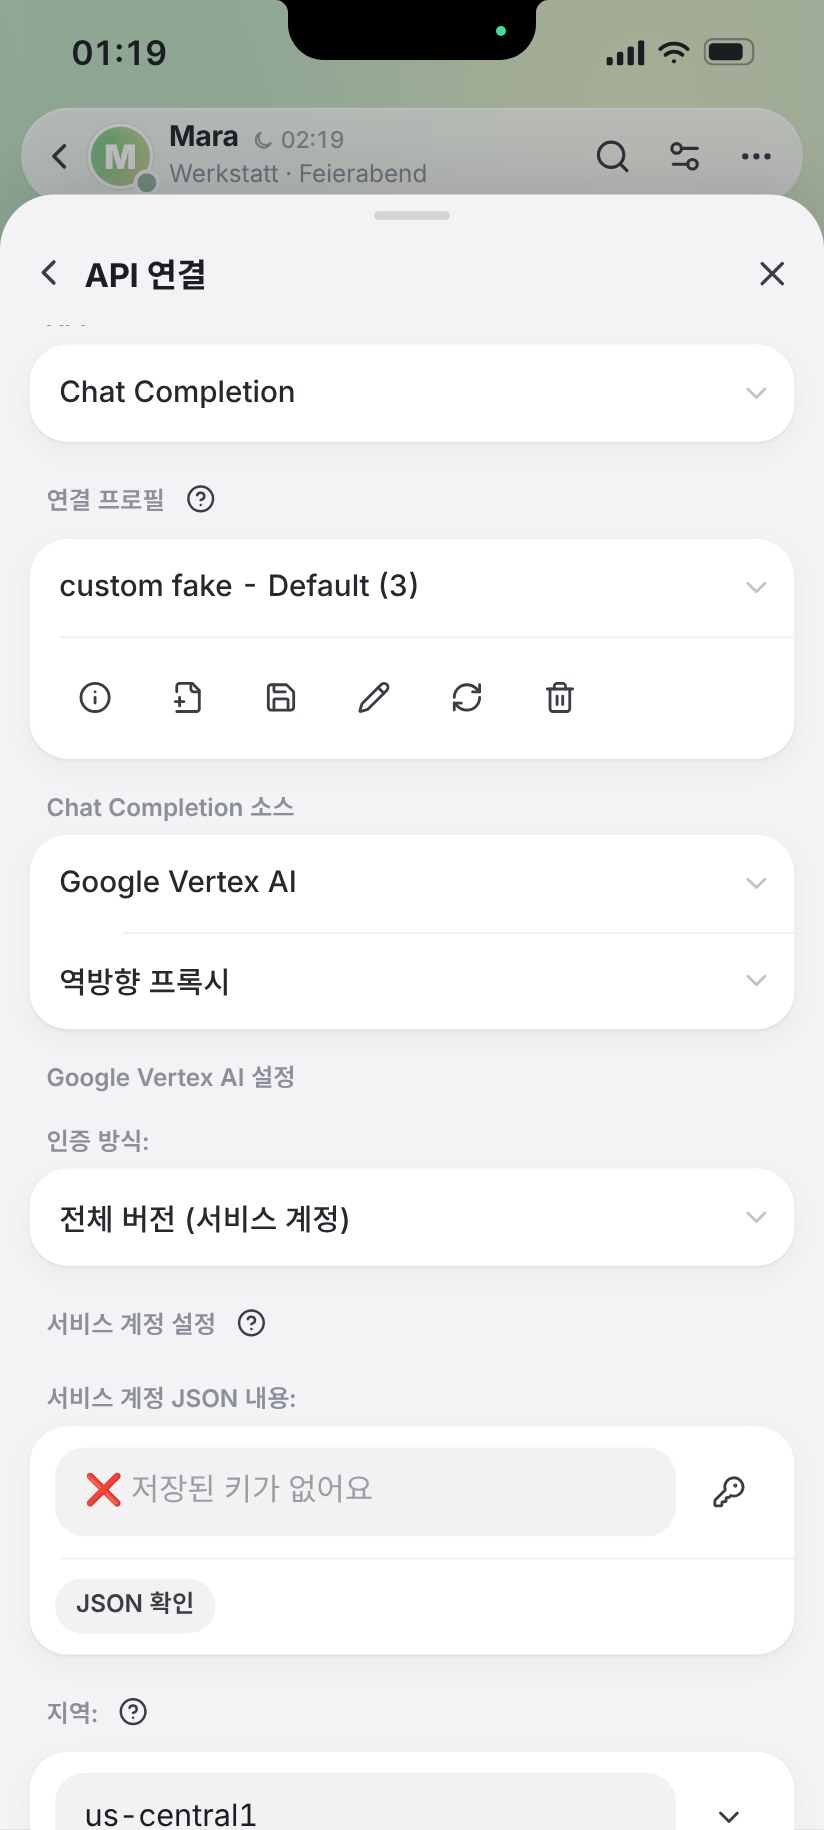 01:19
M
Mara 02:19
Werkstatt · Feierabend
API 연결
Chat Completion
연결 프로필
custom fake - Default (3)
Chat Completion 소스
Google Vertex AI
역방향 프록시
Google Vertex AI 설정
인증 방식:
전체 버전 (서비스 계정)
서비스 계정 설정
서비스 계정 JSON 내용:
❌ 저장된 키가 없어요
JSON 확인
지역:
us-central1